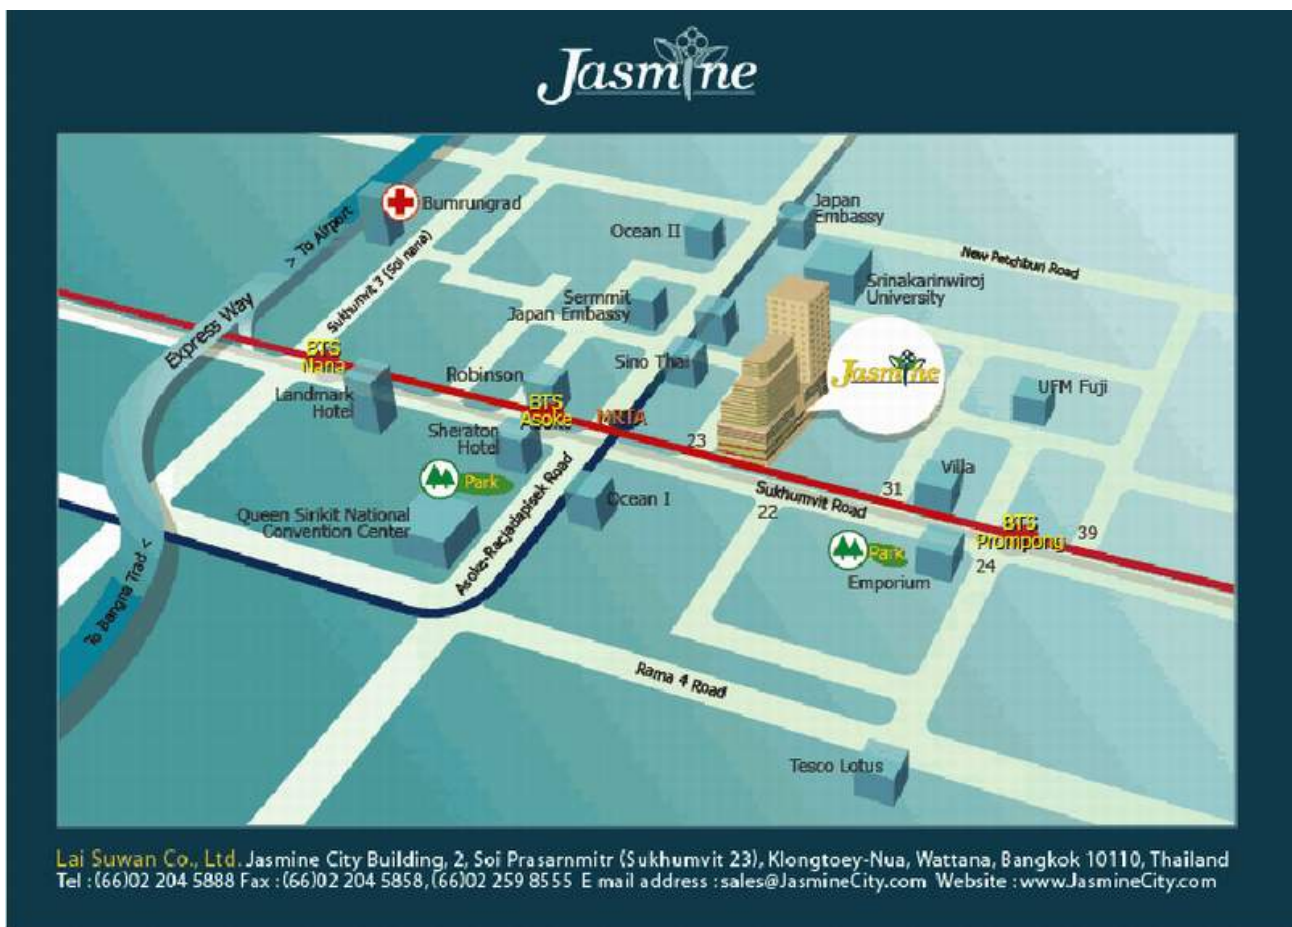 Jasmine
Bumrungrad
> To Airport
Sukhumvit 3 (Soi nana)
Express Way
Ocean II
Japan
Embassy
New Petchburi Road
Srinakarinwiroj
University
Sermmit
Japan Embassy
Sino Thai
Jasmine
BTS
Nana
Landmark
Hotel
Robinson
BTS
Asoke
MRTA
UFM Fuji
Sheraton
Hotel
23
Park
Villa
Queen Sirikit National
Convention Center
Asoke-Racjadapisek Road
Ocean I
Sukhumvit Road
22
31
BTS
Prompong
39
Park
Emporium
24
To Bangna Trad <
Rama 4 Road
Tesco Lotus
Lai Suwan Co., Ltd. Jasmine City Building, 2, Soi Prasarnmitr (Sukhumvit 23), Klongtoey-Nua, Wattana, Bangkok 10110, Thailand
Tel : (66)02 204 5888 Fax : (66)02 204 5858, (66)02 259 8555 E mail address : sales@JasmineCity.com Website : www.JasmineCity.com